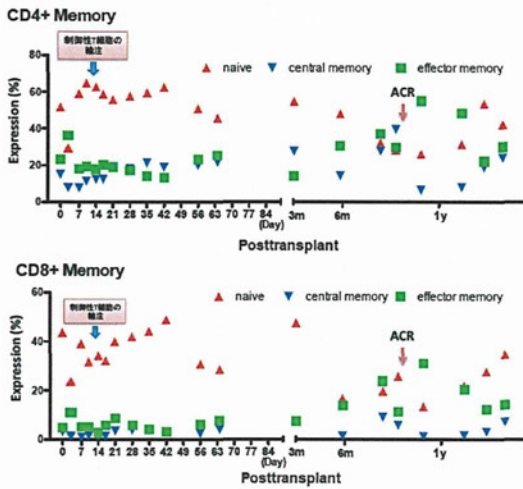 CD4+ Memory
制御性T細胞の
輸注
naive
central memory
effector memory
ACR
Expression (%)
80
60
40
20
0
0
7
14
21
28
35
42
49
56
63
70
77
84
(Day)
3m
6m
1y
Posttransplant
CD8+ Memory
制御性T細胞の
輸注
naive
central memory
effector memory
ACR
Expression (%)
60
40
20
0
0
7
14
21
28
35
42
49
56
63
70
77
84
(Day)
3m
6m
1y
Posttransplant